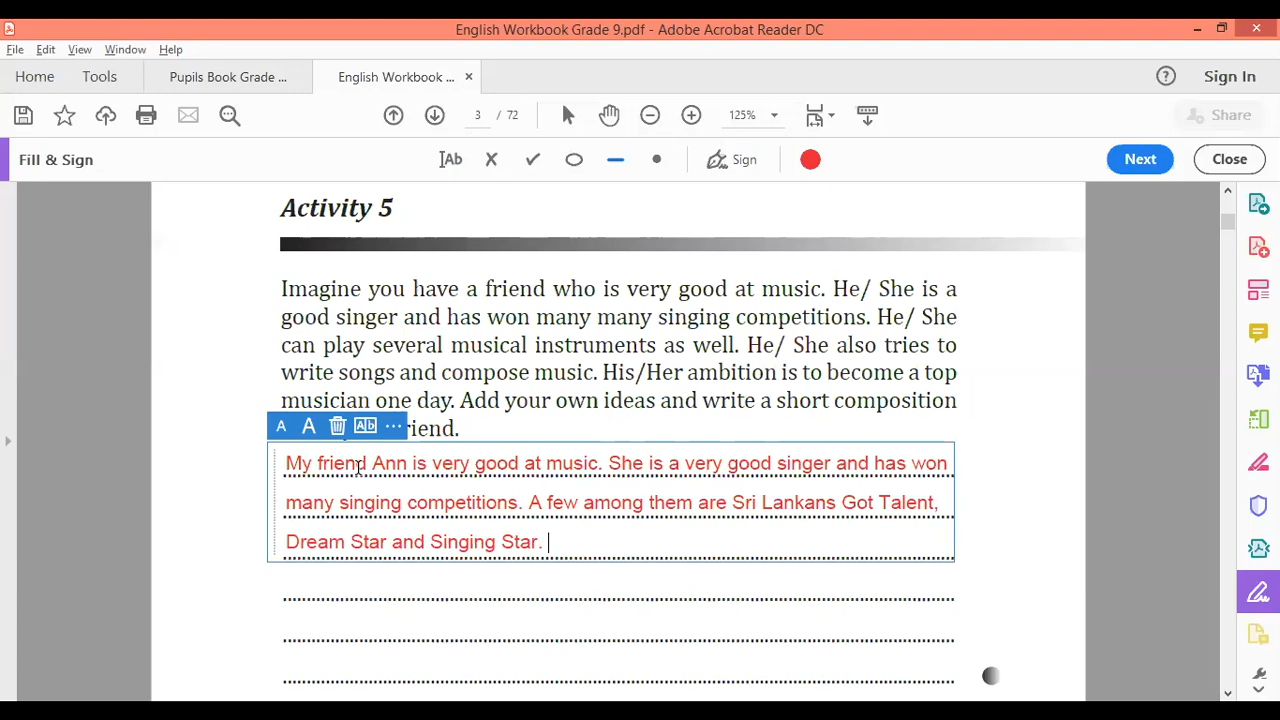 English Workbook Grade 9.pdf - Adobe Acrobat Reader DC
File Edit View Window Help
Home Tools Pupils Book Grade ... English Workbook ... × Sign In
3 / 72 125% Share
Fill & Sign Ab Sign Next Close
Activity 5
Imagine you have a friend who is very good at music. He/ She is a
good singer and has won many many singing competitions. He/ She
can play several musical instruments as well. He/ She also tries to
write songs and compose music. His/Her ambition is to become a top
musician one day. Add your own ideas and write a short composition
A A Ab ... riend.
My friend Ann is very good at music. She is a very good singer and has won
many singing competitions. A few among them are Sri Lankans Got Talent,
Dream Star and Singing Star.